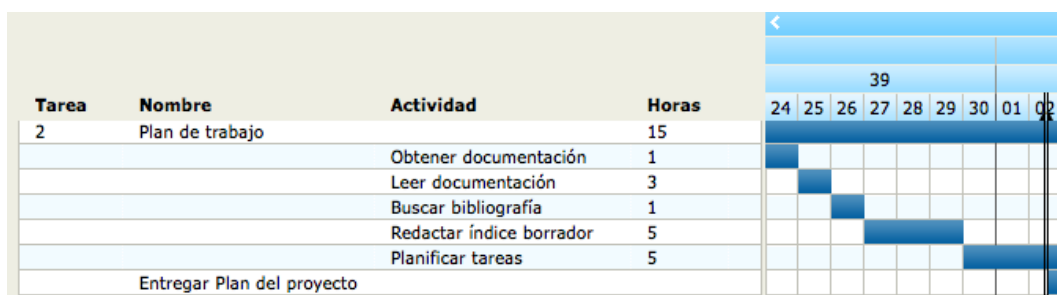 39
Tarea Nombre Actividad Horas 24 25 26 27 28 29 30 01 02
2 Plan de trabajo 15
Obtener documentación 1
Leer documentación 3
Buscar bibliografía 1
Redactar índice borrador 5
Planificar tareas 5
Entregar Plan del proyecto